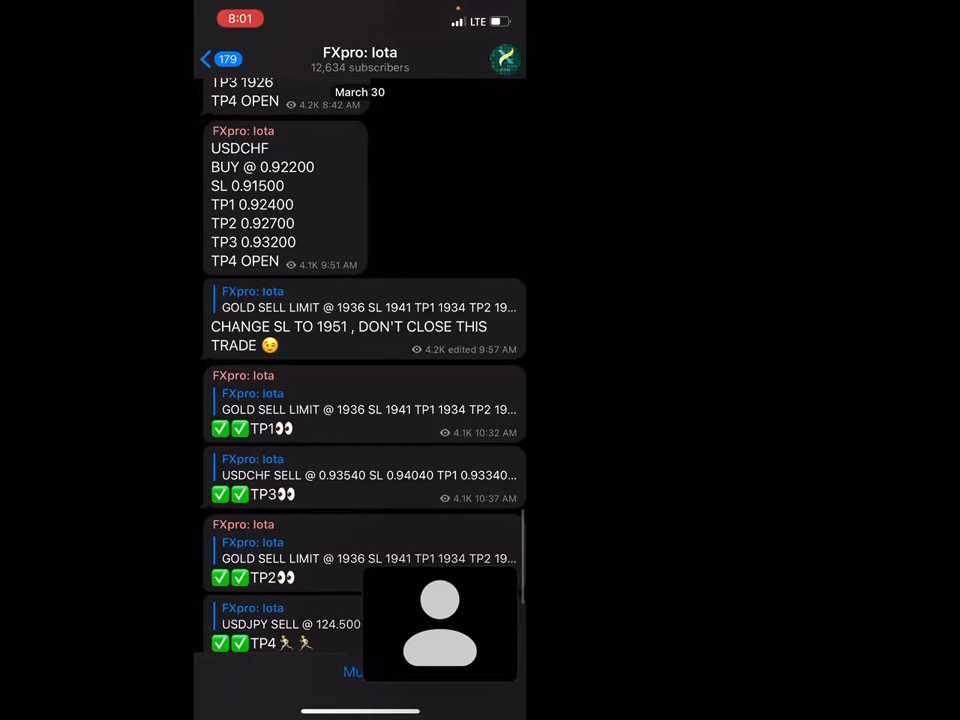 8:01
LTE
179
FXpro: Iota
12,634 subscribers
TP3 1926
March 30
TP4 OPEN
4.2K 8:42 AM
FXpro: Iota
USDCHF
BUY @ 0.92200
SL 0.91500
TP1 0.92400
TP2 0.92700
TP3 0.93200
TP4 OPEN
4.1K 9:51 AM
FXpro: Iota
GOLD SELL LIMIT @ 1936 SL 1941 TP1 1934 TP2 19...
CHANGE SL TO 1951 , DON'T CLOSE THIS
TRADE 😉
4.2K edited 9:57 AM
FXpro: Iota
FXpro: Iota
GOLD SELL LIMIT @ 1936 SL 1941 TP1 1934 TP2 19...
✅✅TP1👀
4.1K 10:32 AM
FXpro: Iota
USDCHF SELL @ 0.93540 SL 0.94040 TP1 0.93340...
✅✅TP3👀
4.1K 10:37 AM
FXpro: Iota
FXpro: Iota
GOLD SELL LIMIT @ 1936 SL 1941 TP1 1934 TP2 19...
✅✅TP2👀
FXpro: Iota
USDJPY SELL @ 124.500
✅✅TP4🏃🏃
Mu